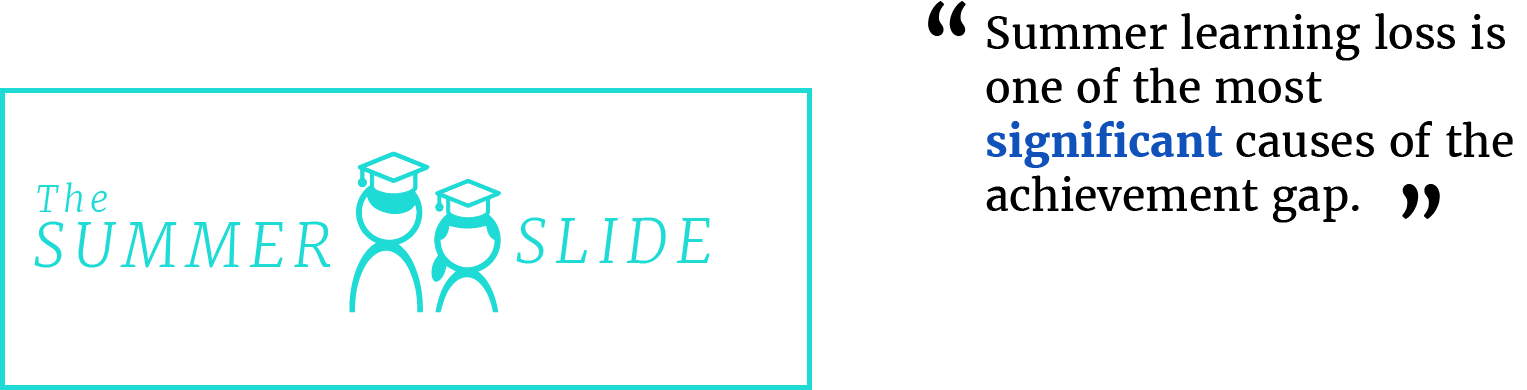 The
SUMMER SLIDE
“ Summer learning loss is
one of the most
significant causes of the
achievement gap. ”